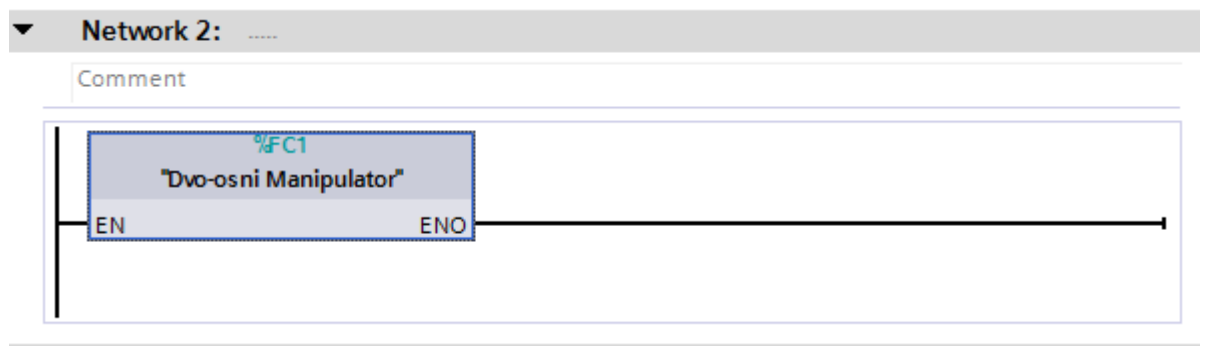 Network 2: .....
Comment
%FC1
"Dvo-osni Manipulator"
EN ENO